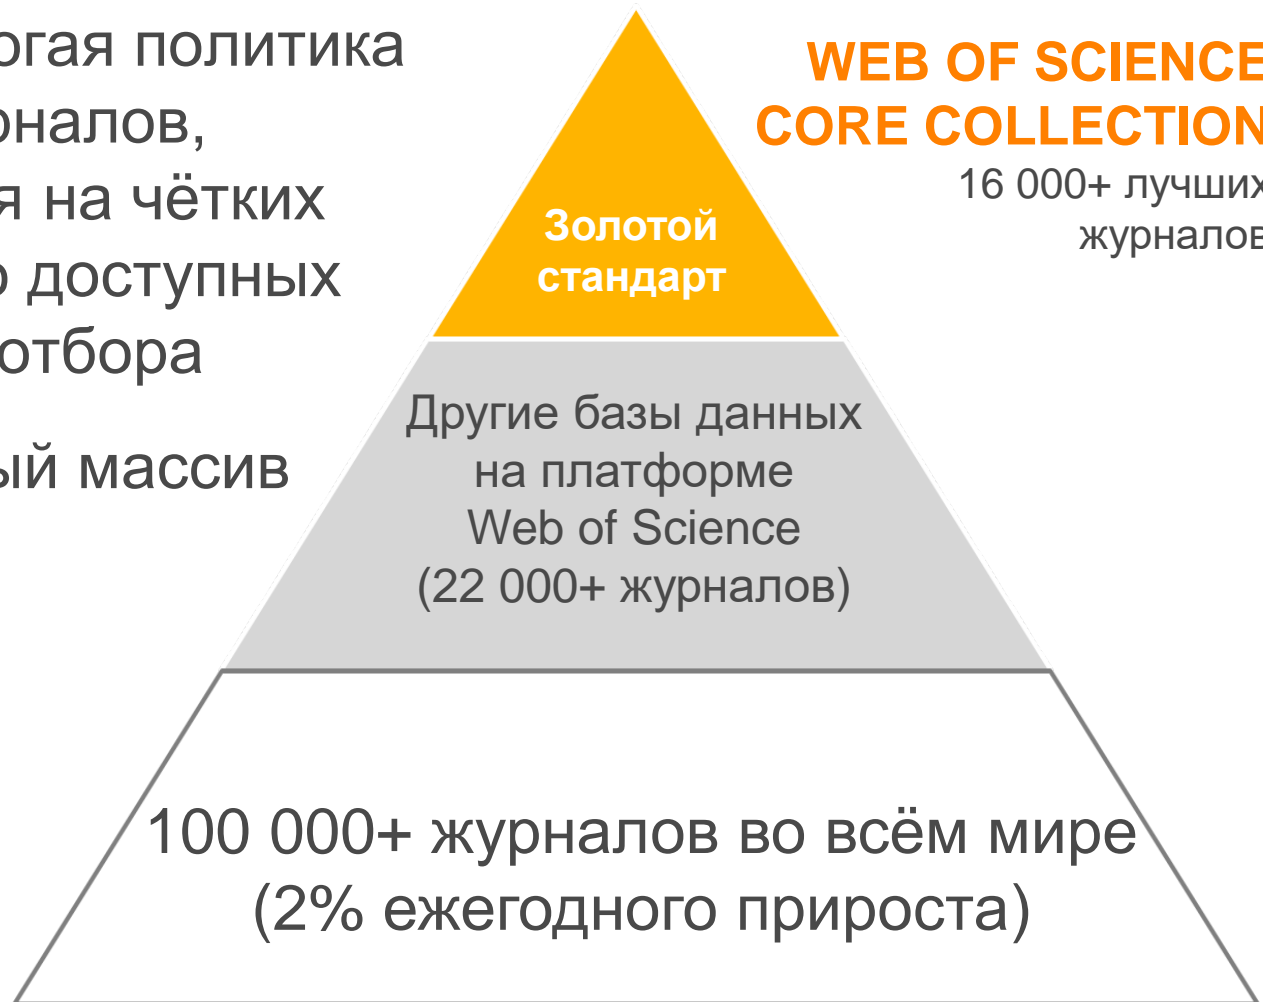 огая политика
рналов,
я на чётких
о доступных
отбора
ый массив
WEB OF SCIENCE
CORE COLLECTION
16 000+ лучших
журналов
Золотой
стандарт
Другие базы данных
на платформе
Web of Science
(22 000+ журналов)
100 000+ журналов во всём мире
(2% ежегодного прироста)